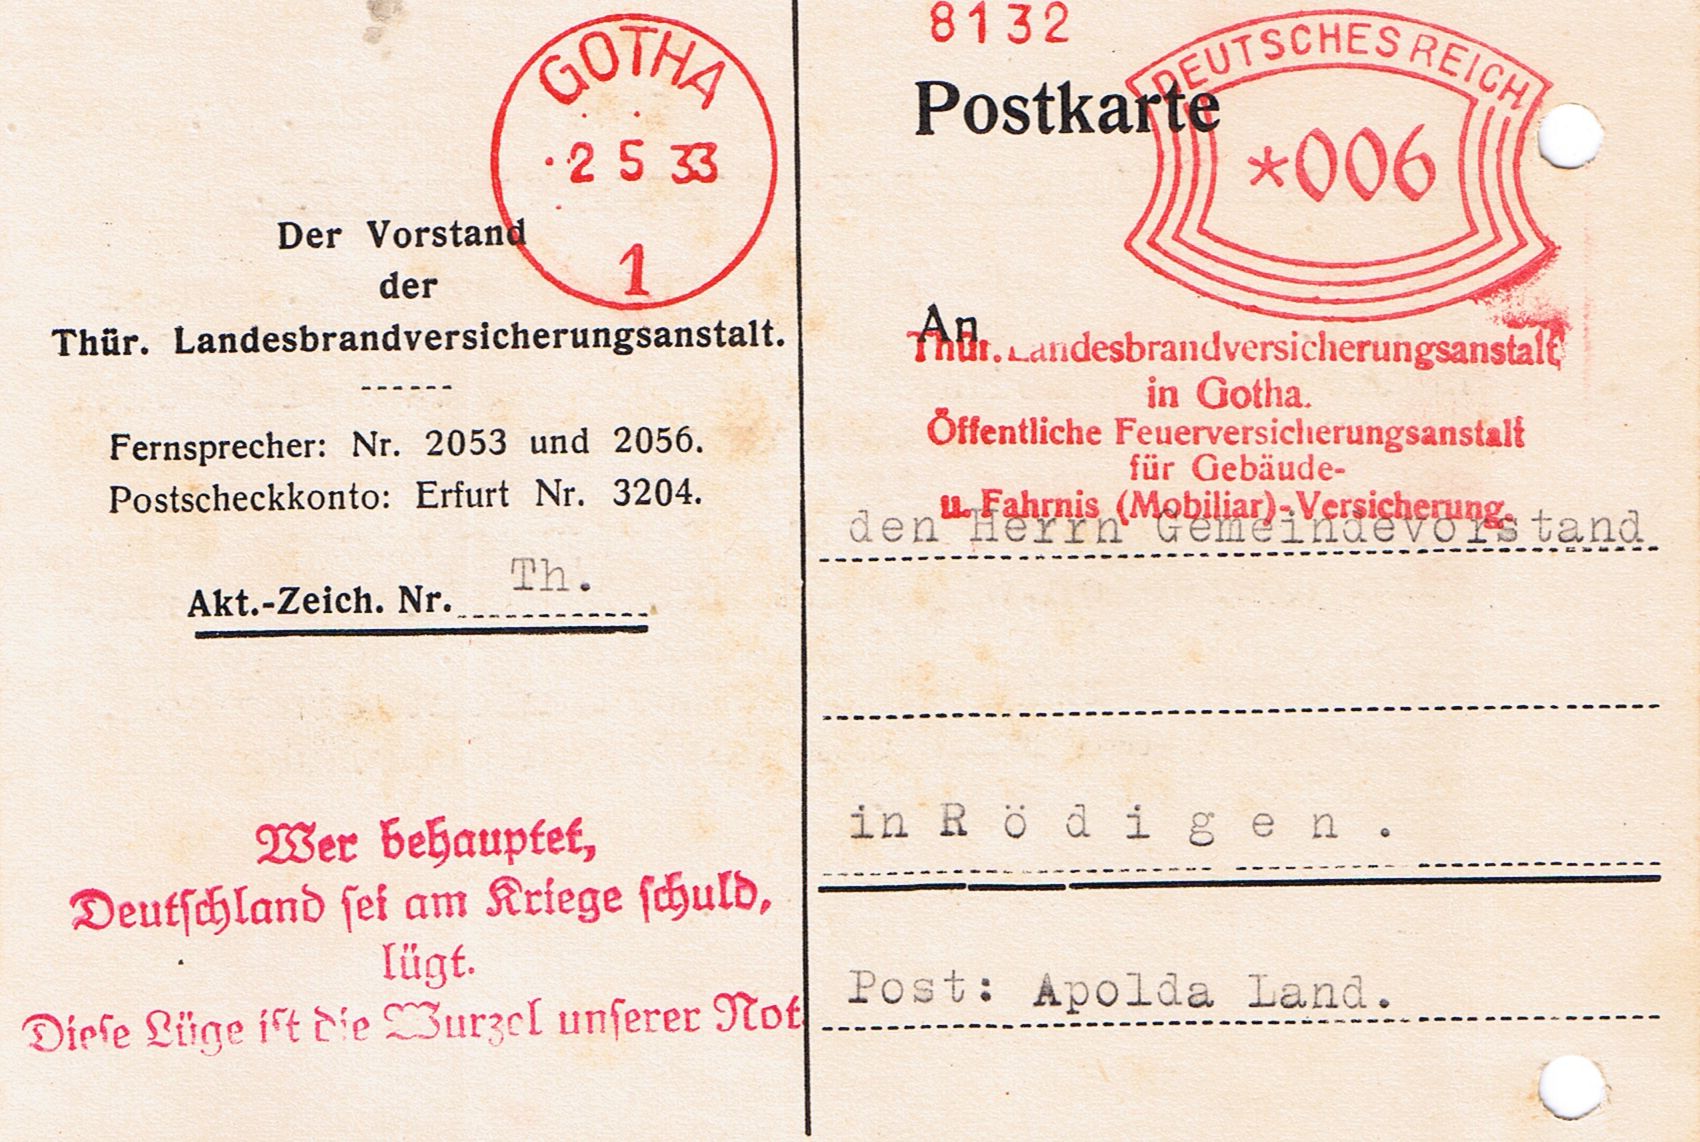 GOTHA
2 5 33
1
Der Vorstand
der
Thür. Landesbrandversicherungsanstalt.
Fernsprecher: Nr. 2053 und 2056.
Postscheckkonto: Erfurt Nr. 3204.
Akt.-Zeich. Nr. Th.
Wer behauptet,
Deutschland sei am Kriege schuld,
lügt.
Diese Lüge ist die Wurzel unserer Not
8132
DEUTSCHES REICH
*006
Postkarte
An
Thür. Landesbrandversicherungsanstalt
in Gotha.
Öffentliche Feuerversicherungsanstalt
für Gebäude-
u. Fahrnis (Mobiliar)-Versicherung.
den Herrn Gemeindevorstand
in Rödigen.
Post: Apolda Land.